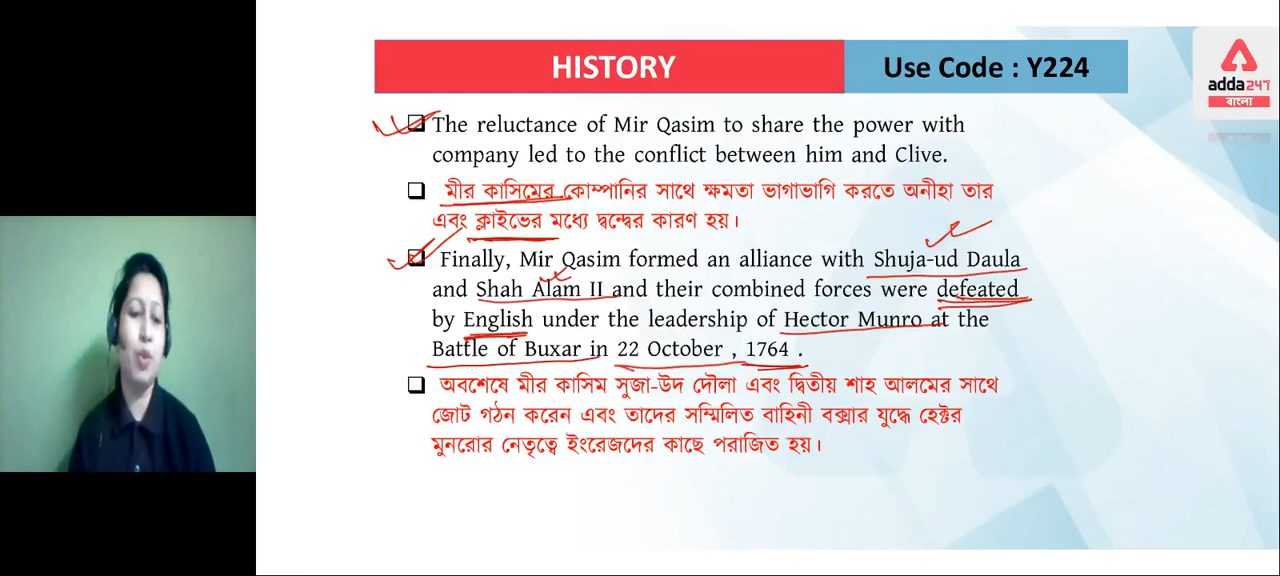 HISTORY
Use Code : Y224
adda247
বাংলা
The reluctance of Mir Qasim to share the power with
company led to the conflict between him and Clive.
মীর কাসিমের কোম্পানির সাথে ক্ষমতা ভাগাভাগি করতে অনীহা তার
এবং ক্লাইভের মধ্যে দ্বন্দ্বের কারণ হয়।
Finally, Mir Qasim formed an alliance with Shuja-ud Daula
and Shah Alam II and their combined forces were defeated
by English under the leadership of Hector Munro at the
Battle of Buxar in 22 October , 1764 .
অবশেষে মীর কাসিম সুজা-উদ দৌলা এবং দ্বিতীয় শাহ আলমের সাথে
জোট গঠন করেন এবং তাদের সম্মিলিত বাহিনী বক্সার যুদ্ধে হেক্টর
মুনরোর নেতৃত্বে ইংরেজদের কাছে পরাজিত হয়।